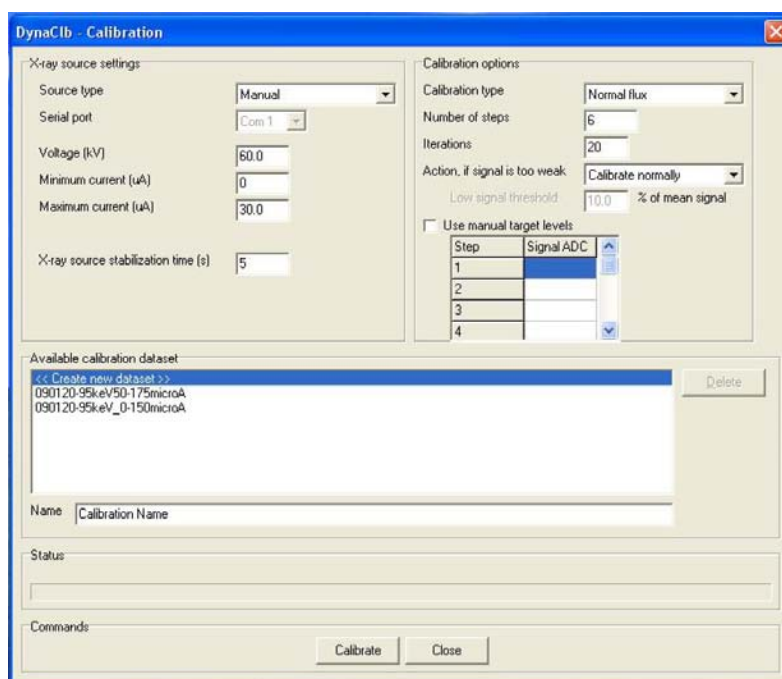 DynaClb - Calibration
X-ray source settings
Source type
Manual
Serial port
Com 1
Voltage (kV)
60.0
Minimum current (uA)
0
Maximum current (uA)
30.0
X-ray source stabilization time (s)
5
Calibration options
Calibration type
Normal flux
Number of steps
6
Iterations
20
Action, if signal is too weak
Calibrate normally
Low signal threshold
10.0
% of mean signal
Use manual target levels
Step
Signal ADC
1
2
3
4
Available calibration dataset
<< Create new dataset >>
090120-95keV50-175microA
090120-95keV_0-150microA
Delete
Name
Calibration Name
Status
Commands
Calibrate
Close